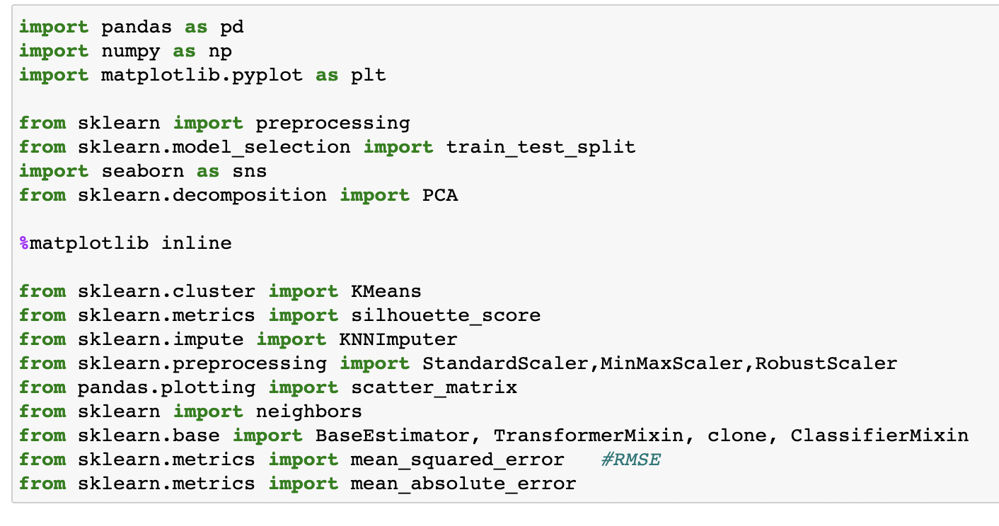 import pandas as pd
import numpy as np
import matplotlib.pyplot as plt
from sklearn import preprocessing
from sklearn.model_selection import train_test_split
import seaborn as sns
from sklearn.decomposition import PCA
%matplotlib inline
from sklearn.cluster import KMeans
from sklearn.metrics import silhouette_score
from sklearn.impute import KNNImputer
from sklearn.preprocessing import StandardScaler,MinMaxScaler,RobustScaler
from pandas.plotting import scatter_matrix
from sklearn import neighbors
from sklearn.base import BaseEstimator, TransformerMixin, clone, ClassifierMixin
from sklearn.metrics import mean_squared_error   #RMSE
from sklearn.metrics import mean_absolute_error